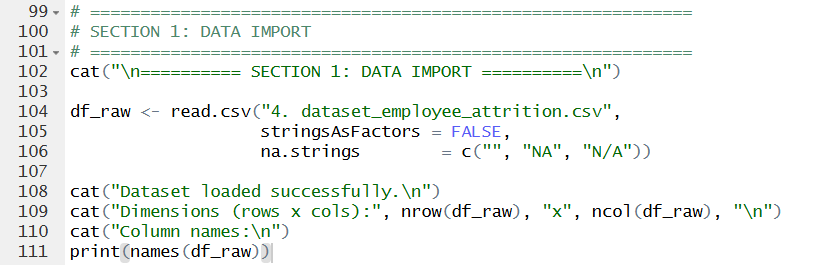 99 # ============================================================
100 # SECTION 1: DATA IMPORT
101 # ============================================================
102 cat("\n========== SECTION 1: DATA IMPORT ==========\n")
103
104 df_raw <- read.csv("4. dataset_employee_attrition.csv",
105                    stringsAsFactors = FALSE,
106                    na.strings        = c("", "NA", "N/A"))
107
108 cat("Dataset loaded successfully.\n")
109 cat("Dimensions (rows x cols):", nrow(df_raw), "x", ncol(df_raw), "\n")
110 cat("Column names:\n")
111 print(names(df_raw))